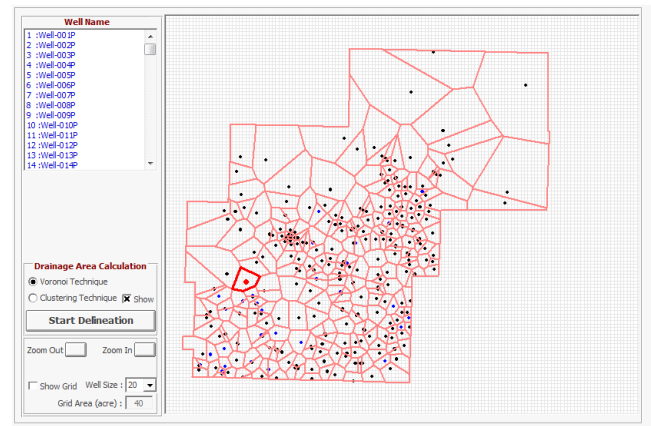 Well Name
1 :Well-001P
2 :Well-002P
3 :Well-003P
4 :Well-004P
5 :Well-005P
6 :Well-006P
7 :Well-007P
8 :Well-008P
9 :Well-009P
10 :Well-010P
11 :Well-011P
12 :Well-012P
13 :Well-013P
14 :Well-014P
Drainage Area Calculation
Voronoi Technique
Clustering Technique Show
Start Delineation
Zoom Out Zoom In
Show Grid Well Size : 20
Grid Area (acre) : 40